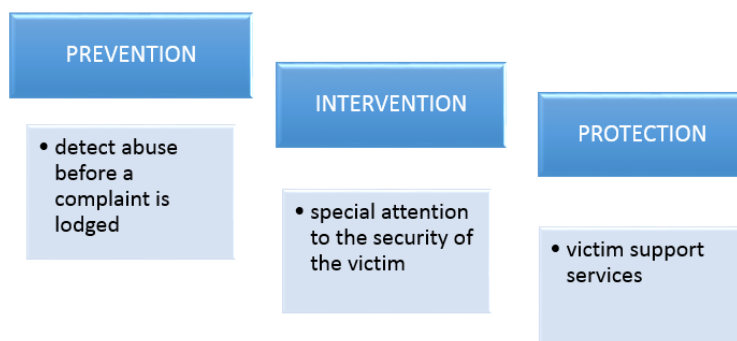 PREVENTION
• detect abuse
before a
complaint is
lodged
INTERVENTION
• special attention
to the security of
the victim
PROTECTION
• victim support
services